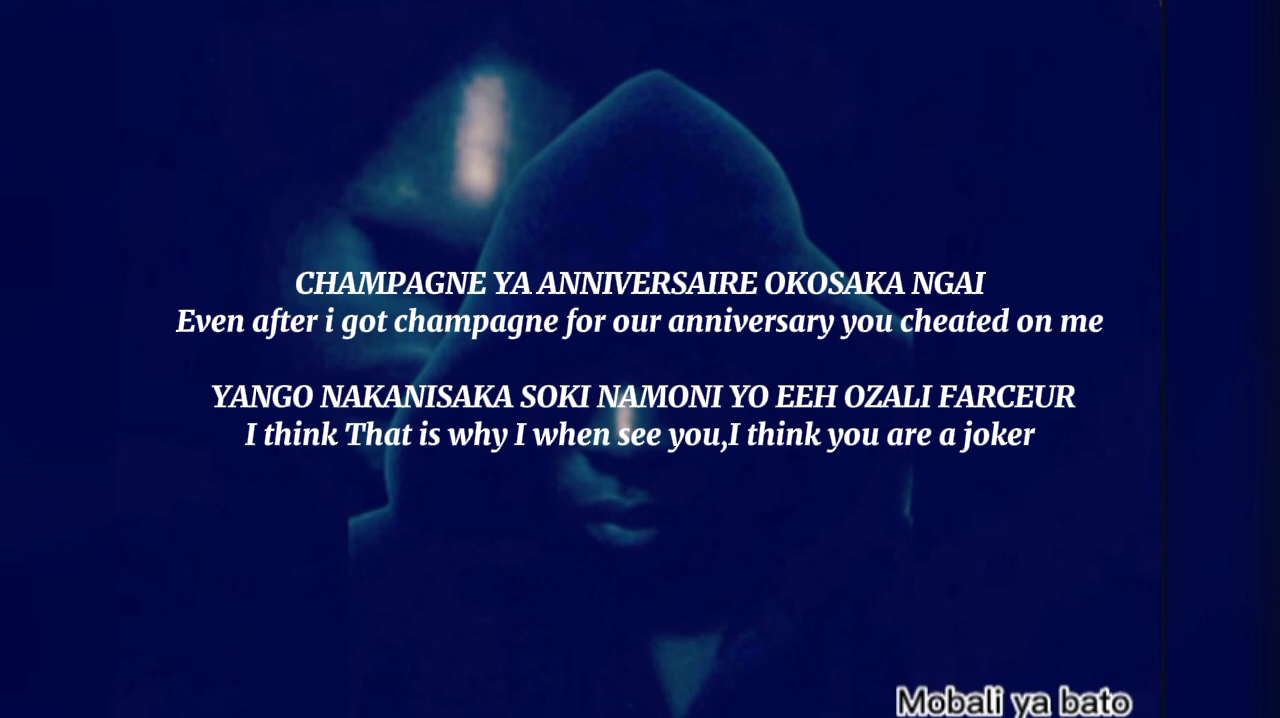 CHAMPAGNE YA ANNIVERSAIRE OKOSAKA NGAI
Even after i got champagne for our anniversary you cheated on me
YANGO NAKANISAKA SOKI NAMONI YO EEH OZALI FARCEUR
I think That is why I when see you,I think you are a joker
Mobali ya bato